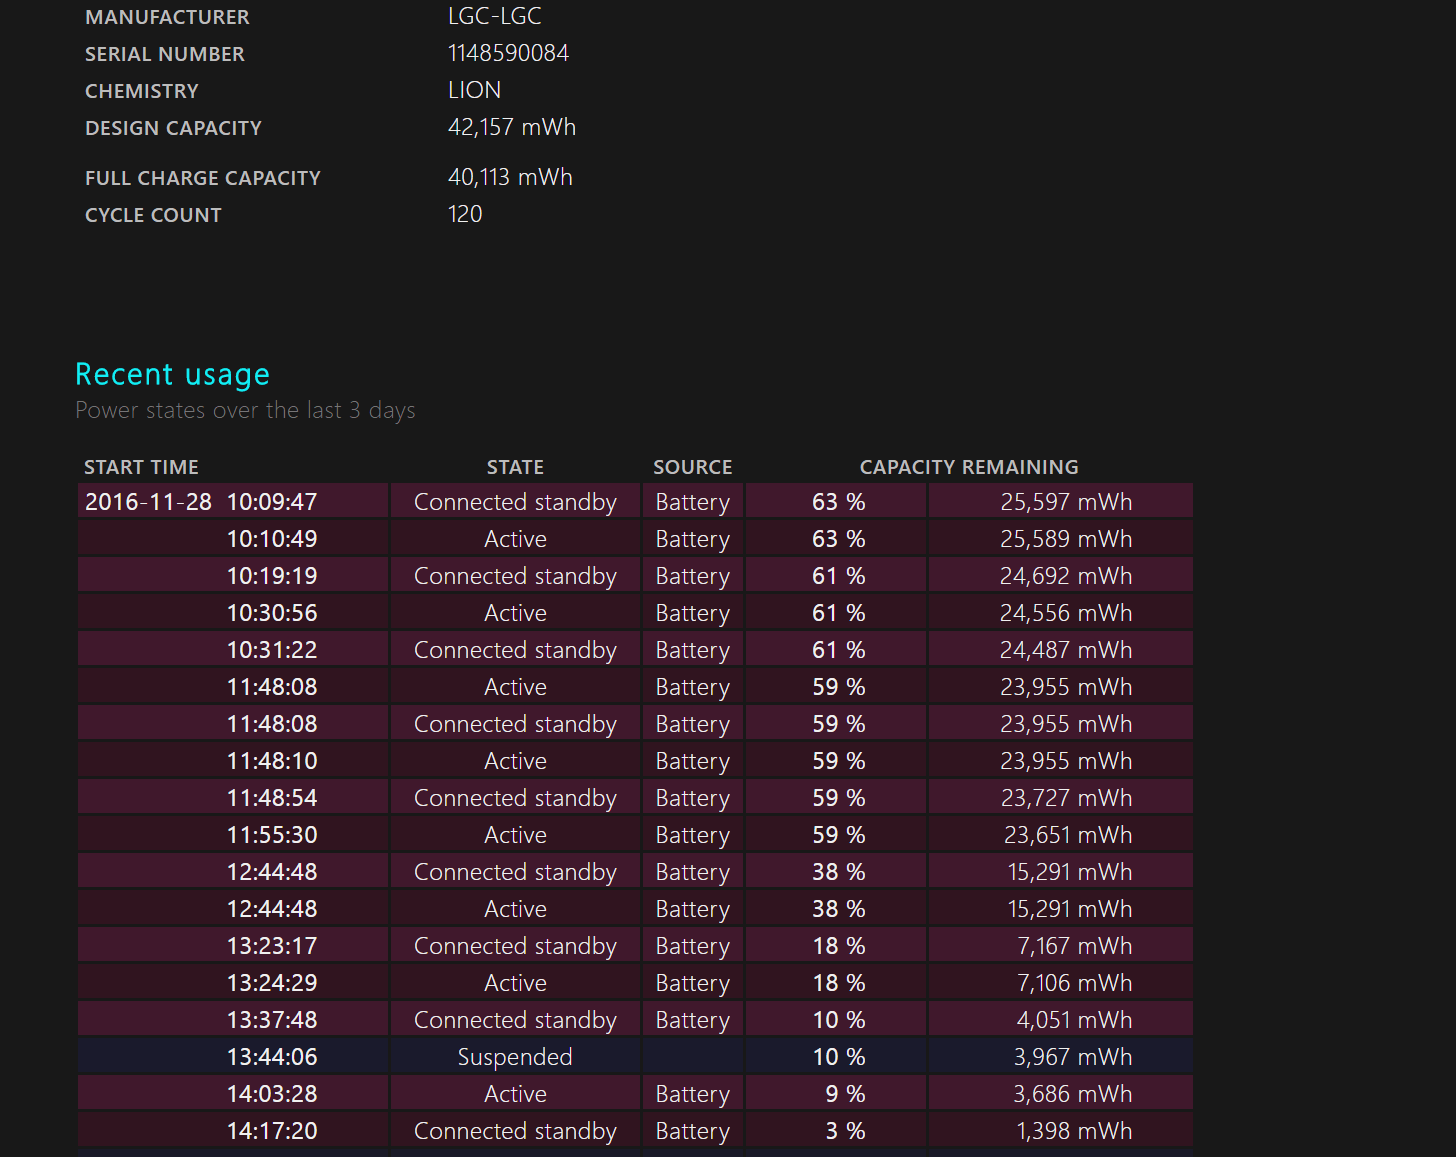 MANUFACTURER LGC-LGC
SERIAL NUMBER 1148590084
CHEMISTRY LION
DESIGN CAPACITY 42,157 mWh
FULL CHARGE CAPACITY 40,113 mWh
CYCLE COUNT 120
Recent usage
Power states over the last 3 days
START TIME STATE SOURCE CAPACITY REMAINING
2016-11-28 10:09:47 Connected standby Battery 63 % 25,597 mWh
10:10:49 Active Battery 63 % 25,589 mWh
10:19:19 Connected standby Battery 61 % 24,692 mWh
10:30:56 Active Battery 61 % 24,556 mWh
10:31:22 Connected standby Battery 61 % 24,487 mWh
11:48:08 Active Battery 59 % 23,955 mWh
11:48:08 Connected standby Battery 59 % 23,955 mWh
11:48:10 Active Battery 59 % 23,955 mWh
11:48:54 Connected standby Battery 59 % 23,727 mWh
11:55:30 Active Battery 59 % 23,651 mWh
12:44:48 Connected standby Battery 38 % 15,291 mWh
12:44:48 Active Battery 38 % 15,291 mWh
13:23:17 Connected standby Battery 18 % 7,167 mWh
13:24:29 Active Battery 18 % 7,106 mWh
13:37:48 Connected standby Battery 10 % 4,051 mWh
13:44:06 Suspended 10 % 3,967 mWh
14:03:28 Active Battery 9 % 3,686 mWh
14:17:20 Connected standby Battery 3 % 1,398 mWh